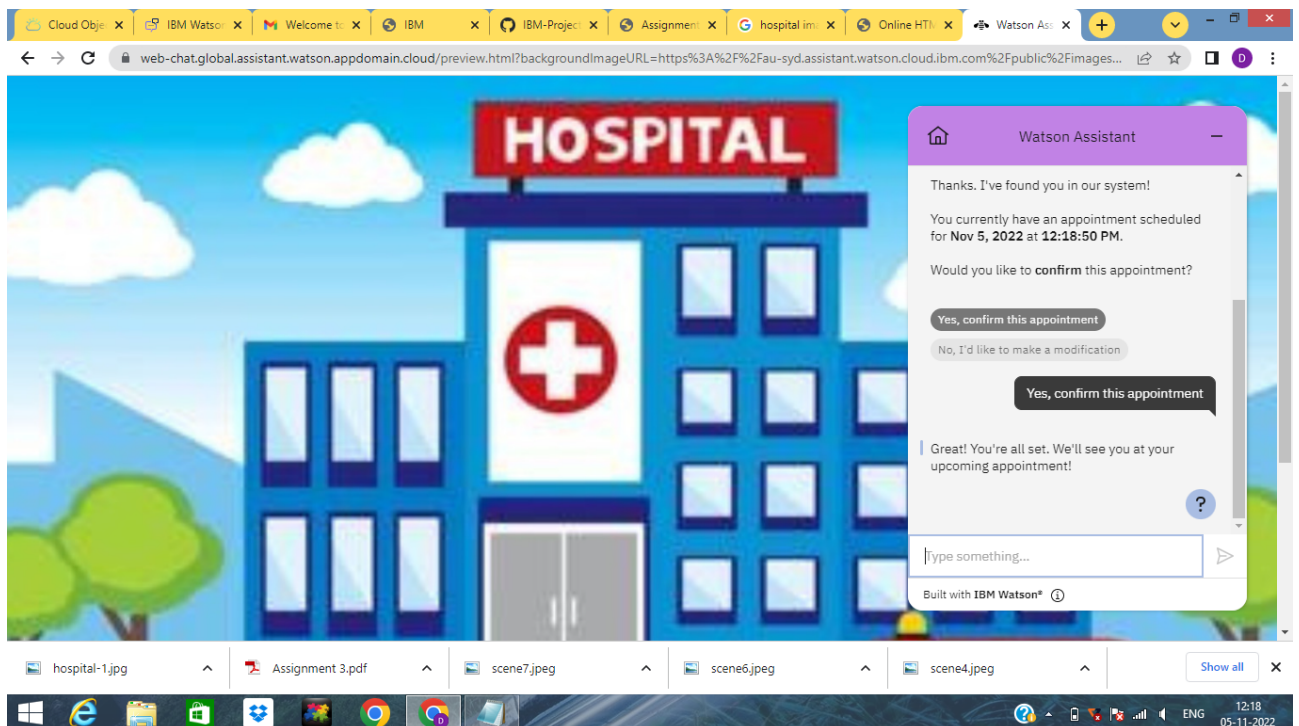 Cloud Obje
IBM Watson
Welcome to
IBM
IBM-Project
Assignment
hospital ima
Online HTM
Watson Ass
web-chat.global.assistant.watson.appdomain.cloud/preview.html?backgroundImageURL=https%3A%2F%2Fau-syd.assistant.watson.cloud.ibm.com%2Fpublic%2Fimages...
D
HOSPITAL
Watson Assistant
Thanks. I've found you in our system!
You currently have an appointment scheduled
for Nov 5, 2022 at 12:18:50 PM.
Would you like to confirm this appointment?
Yes, confirm this appointment
No, I'd like to make a modification
Yes, confirm this appointment
Great! You're all set. We'll see you at your
upcoming appointment!
?
Type something...
Built with IBM Watson®
hospital-1.jpg
Assignment 3.pdf
scene7.jpeg
scene6.jpeg
scene4.jpeg
Show all
ENG
12:18
05-11-2022